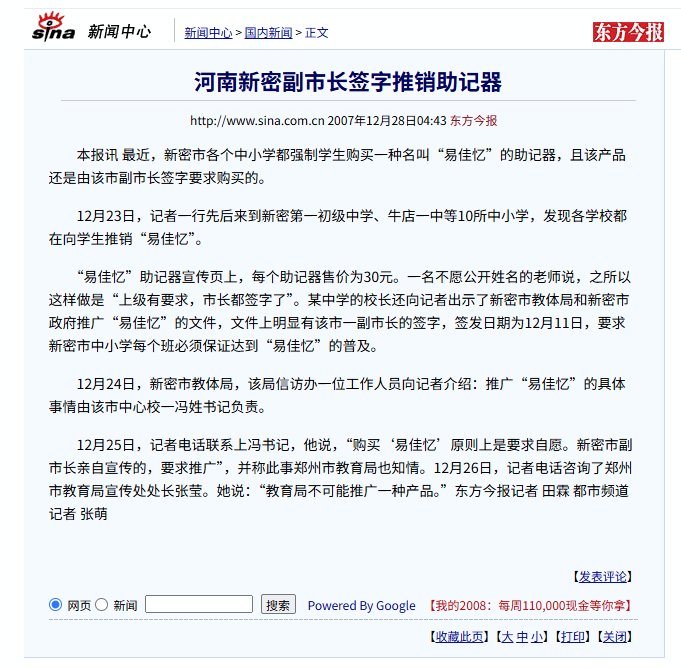 sina 新闻中心 新闻中心 > 国内新闻 > 正文 东方今报
河南新密副市长签字推销助记器
http://www.sina.com.cn 2007年12月28日04:43 东方今报
本报讯 最近，新密市各个中小学都强制学生购买一种名叫“易佳忆”的助记器，且该产品
还是由该市副市长签字要求购买的。
12月23日，记者一行先后来到新密第一初级中学、牛店一中等10所中小学，发现各学校都
在向学生推销“易佳忆”。
“易佳忆”助记器宣传页上，每个助记器售价为30元。一名不愿公开姓名的老师说，之所以
这样做是“上级有要求，市长都签字了”。某中学的校长还向记者出示了新密市教体局和新密市
政府推广“易佳忆”的文件，文件上明显有该市一副市长的签字，签发日期为12月11日，要求
新密市中小学每个班必须保证达到“易佳忆”的普及。
12月24日，新密市教体局，该局信访办一位工作人员向记者介绍：推广“易佳忆”的具体
事情由该市中心校一冯姓书记负责。
12月25日，记者电话联系上冯书记，他说，“购买‘易佳忆’原则上是要求自愿。新密市副
市长亲自宣传的，要求推广”，并称此事郑州市教育局也知情。12月26日，记者电话咨询了郑州
市教育局宣传处处长张莹。她说：“教育局不可能推广一种产品。”东方今报记者 田霖 都市频道
记者 张萌
【发表评论】
网页 新闻 搜索 Powered By Google 【我的2008：每周110,000现金等你拿】
【收藏此页】【大 中 小】【打印】【关闭】